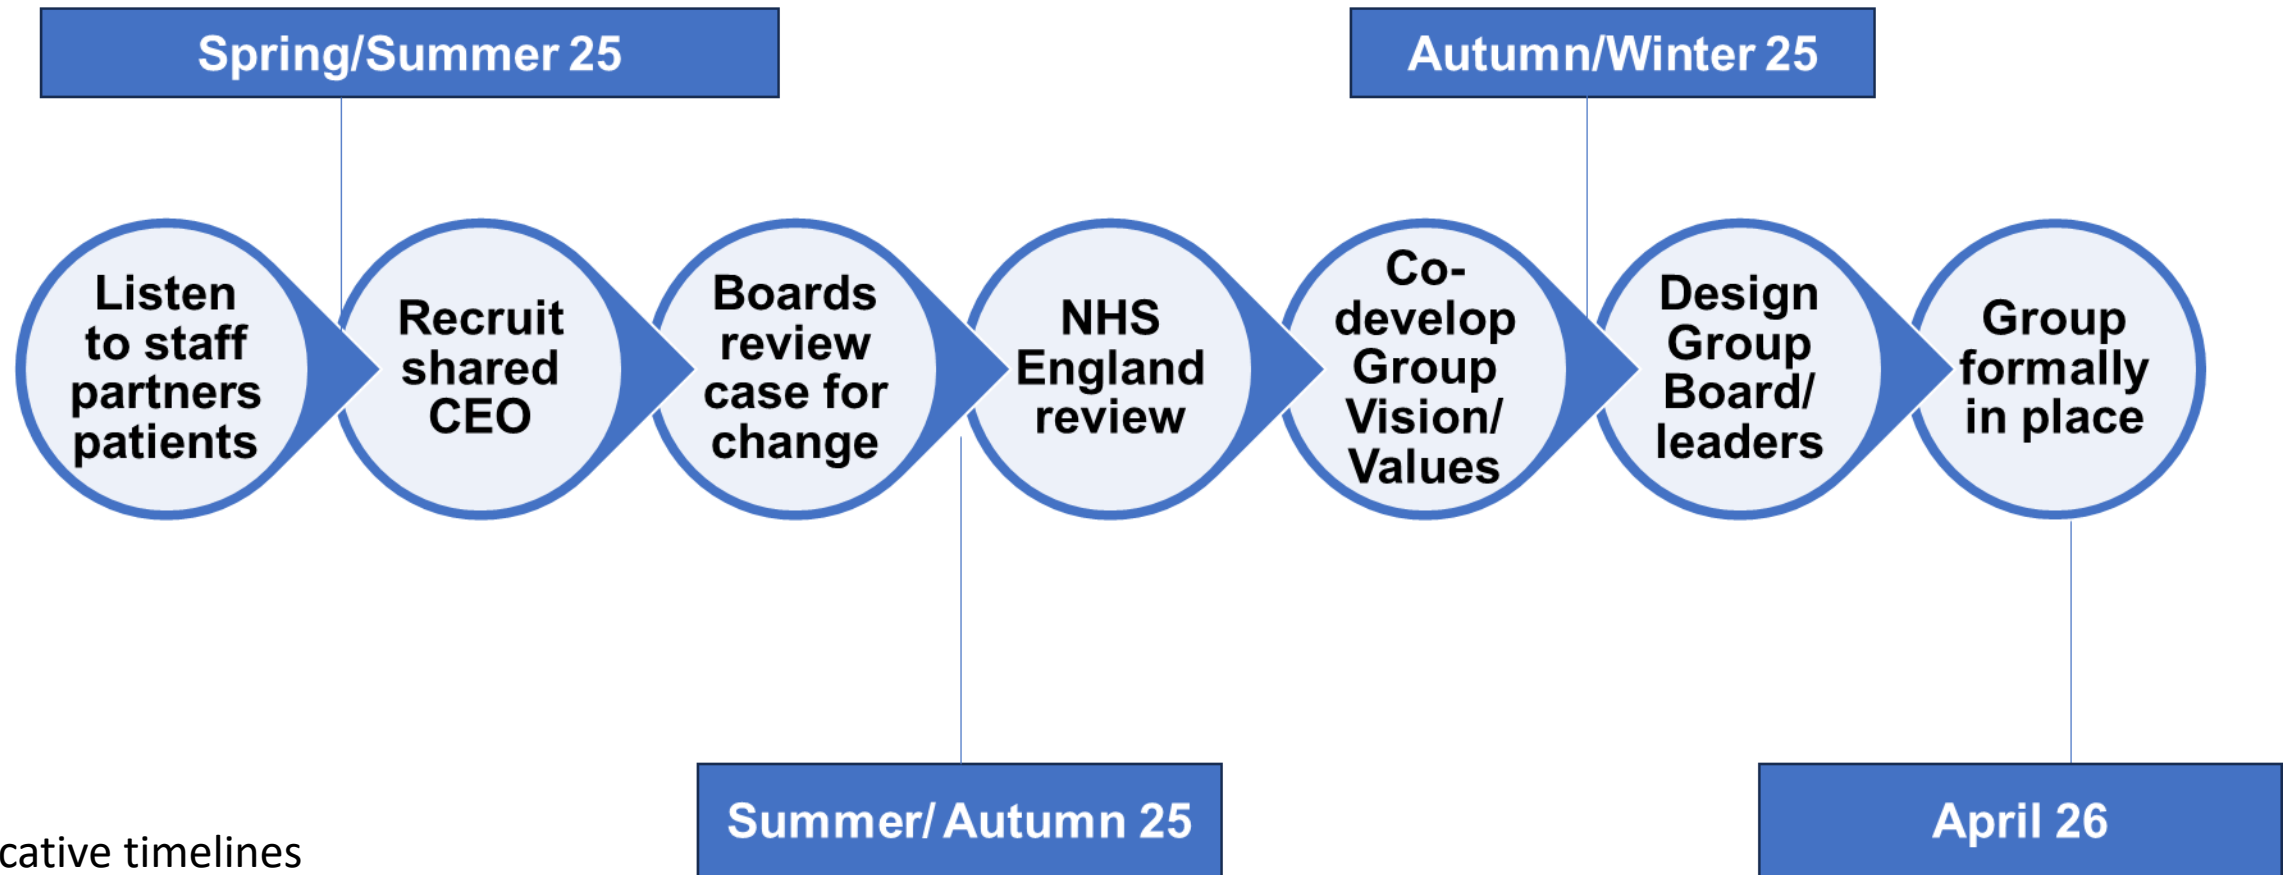 Spring/Summer 25
Autumn/Winter 25
Listen
to staff
partners
patients
Recruit
shared
CEO
Boards
review
case for
change
NHS
England
review
Co-
develop
Group
Vision/
Values
Design
Group
Board/
leaders
Group
formally
in place
Summer/ Autumn 25
April 26
timelines